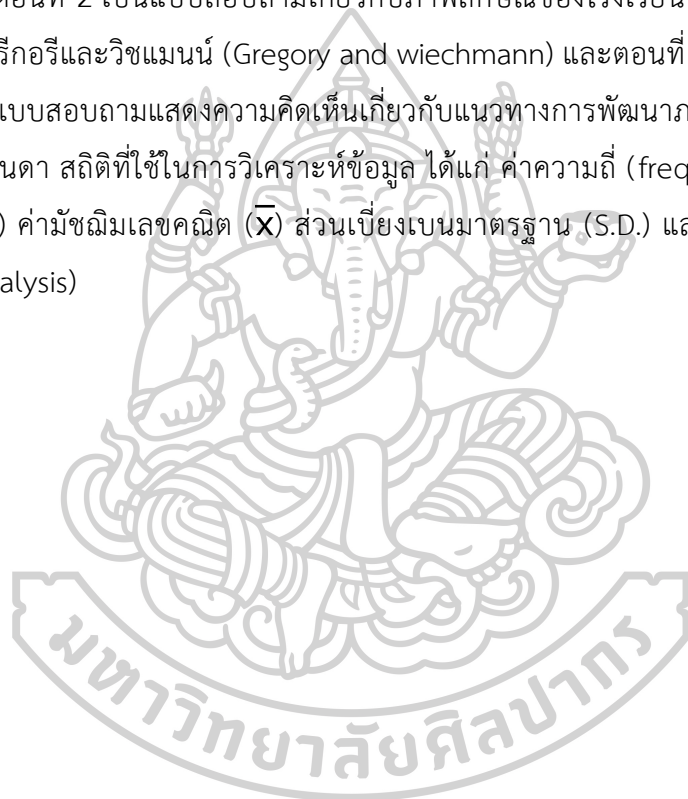 ตอนที่ 2 เป็นแบบสอบถามเกี่ยวกับภาพลักษณ์ของโรงเรียน
รีกอรีและวิชแมนน์ (Gregory and wiechmann) และตอนที่
แบบสอบถามแสดงความคิดเห็นเกี่ยวกับแนวทางการพัฒนาภ
นดา สถิติที่ใช้ในการวิเคราะห์ข้อมูล ได้แก่ ค่าความถี่ (freq
) ค่ามัชฌิมเลขคณิต (x̅) ส่วนเบี่ยงเบนมาตรฐาน (S.D.) แล
alysis)
มหาวิทยาลัยศิลปากร